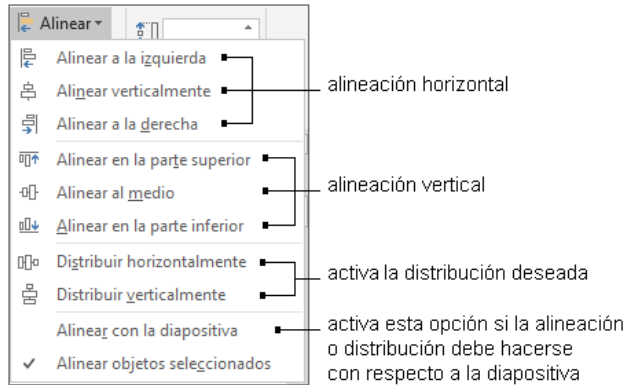 Alinear
Alinear a la izquierda
Alinear verticalmente
Alinear a la derecha
alineación horizontal
Alinear en la parte superior
Alinear al medio
Alinear en la parte inferior
alineación vertical
Distribuir horizontalmente
Distribuir verticalmente
activa la distribución deseada
Alinear con la diapositiva
Alinear objetos seleccionados
activa esta opción si la alineación
o distribución debe hacerse
con respecto a la diapositiva